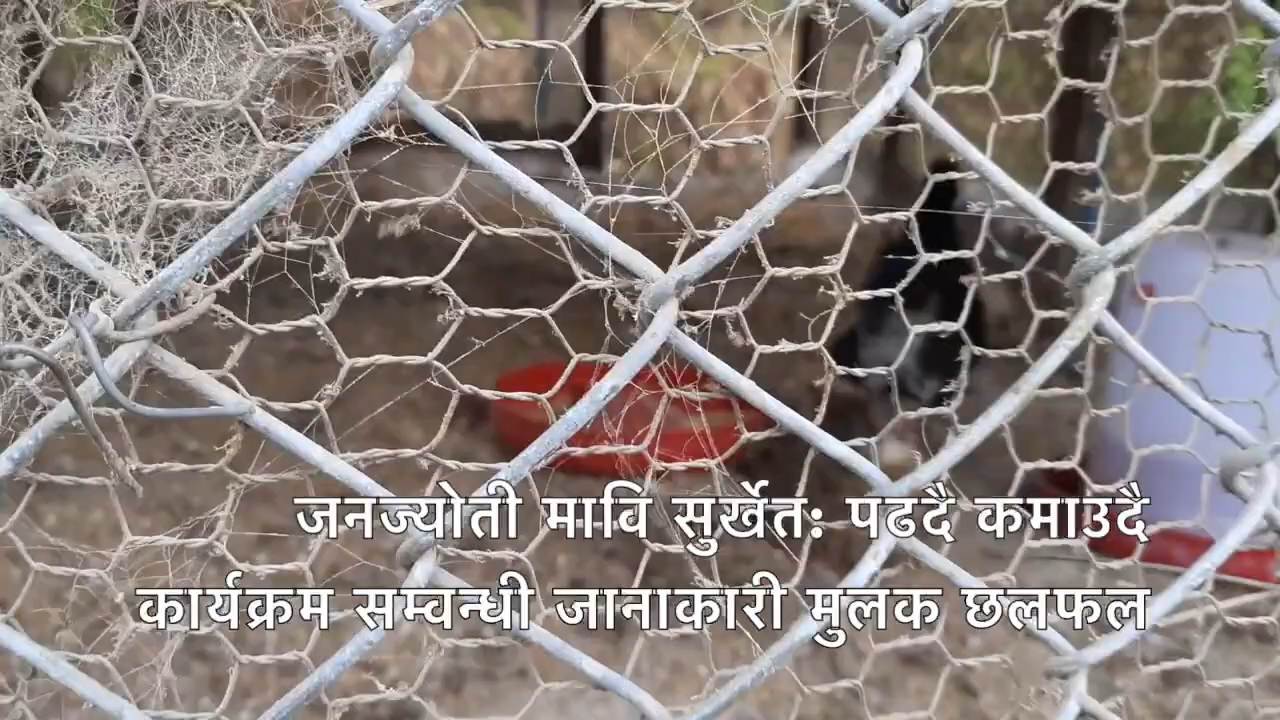 जनज्योती मावि सुर्खेत: पढदै कमाउदै
कार्यक्रम सम्वन्धी जानाकारी मुलक छलफल